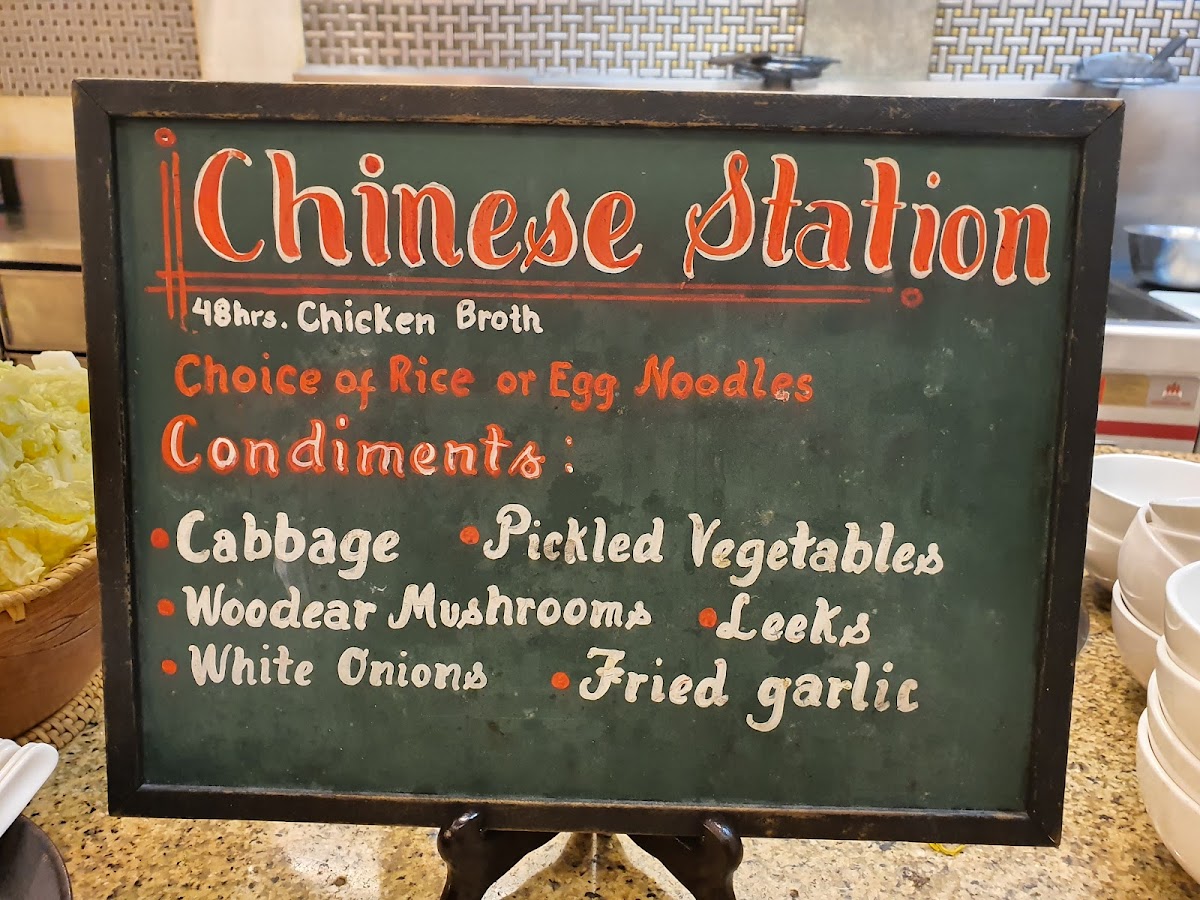 Chinese Station
48hrs. Chicken Broth
Choice of Rice or Egg Noodles
Condiments:
• Cabbage • Pickled Vegetables
• Woodear Mushrooms • Leeks
• White Onions • Fried garlic